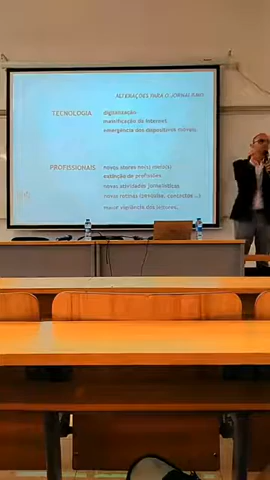 ALTERAÇÕES PARA O JORNALISMO
TECNOLOGIA digitalização
massificação da internet
emergência dos dispositivos móveis
PROFISSIONAIS novos atores
extinção de profissões
novas atividades jornalísticas
novas rotinas
maior vigilância dos leitores